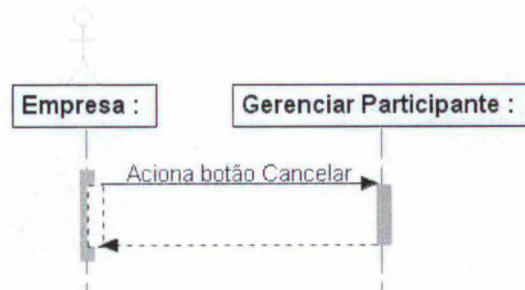 Empresa :
Gerenciar Participante :
Aciona botão Cancelar